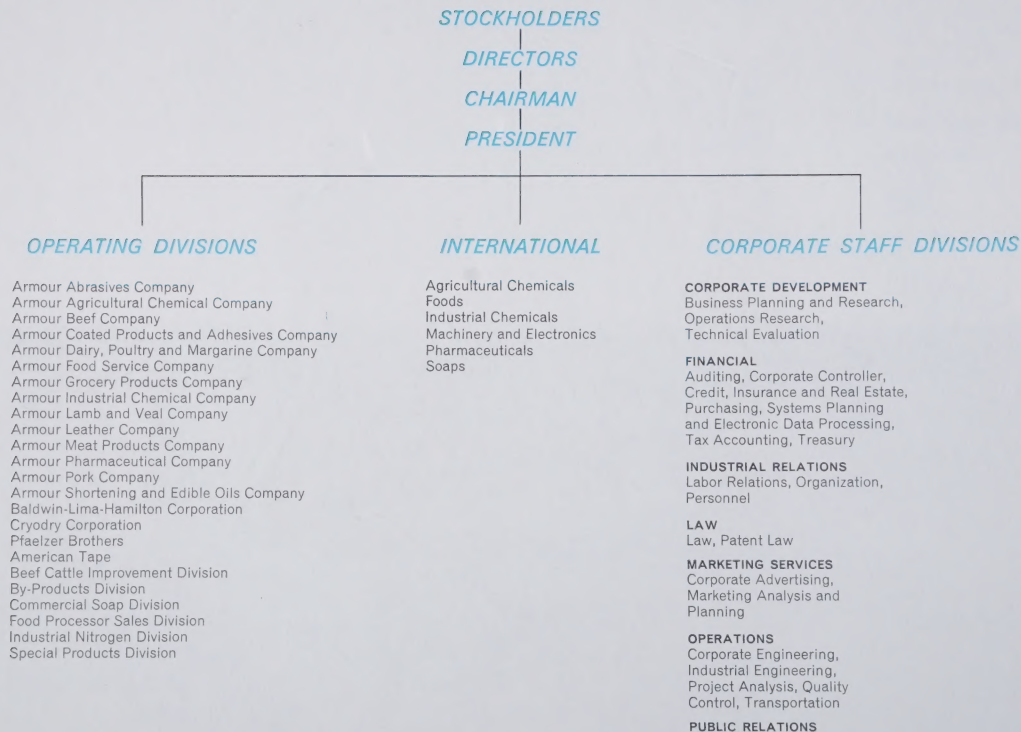 STOCKHOLDERS
DIRECTORS
CHAIRMAN
PRESIDENT
OPERATING DIVISIONS
Armour Abrasives Company
Armour Agricultural Chemical Company
Armour Beef Company
Armour Coated Products and Adhesives Company
Armour Dairy, Poultry and Margarine Company
Armour Food Service Company
Armour Grocery Products Company
Armour Industrial Chemical Company
Armour Lamb and Veal Company
Armour Leather Company
Armour Meat Products Company
Armour Pharmaceutical Company
Armour Pork Company
Armour Shortening and Edible Oils Company
Baldwin-Lima-Hamilton Corporation
Cryodry Corporation
Pfaelzer Brothers
American Tape
Beef Cattle Improvement Division
By-Products Division
Commercial Soap Division
Food Processor Sales Division
Industrial Nitrogen Division
Special Products Division
INTERNATIONAL
Agricultural Chemicals
Foods
Industrial Chemicals
Machinery and Electronics
Pharmaceuticals
Soaps
CORPORATE STAFF DIVISIONS
CORPORATE DEVELOPMENT
Business Planning and Research,
Operations Research,
Technical Evaluation
FINANCIAL
Auditing, Corporate Controller,
Credit, Insurance and Real Estate,
Purchasing, Systems Planning
and Electronic Data Processing,
Tax Accounting, Treasury
INDUSTRIAL RELATIONS
Labor Relations, Organization,
Personnel
LAW
Law, Patent Law
MARKETING SERVICES
Corporate Advertising,
Marketing Analysis and
Planning
OPERATIONS
Corporate Engineering,
Industrial Engineering,
Project Analysis, Quality
Control, Transportation
PUBLIC RELATIONS